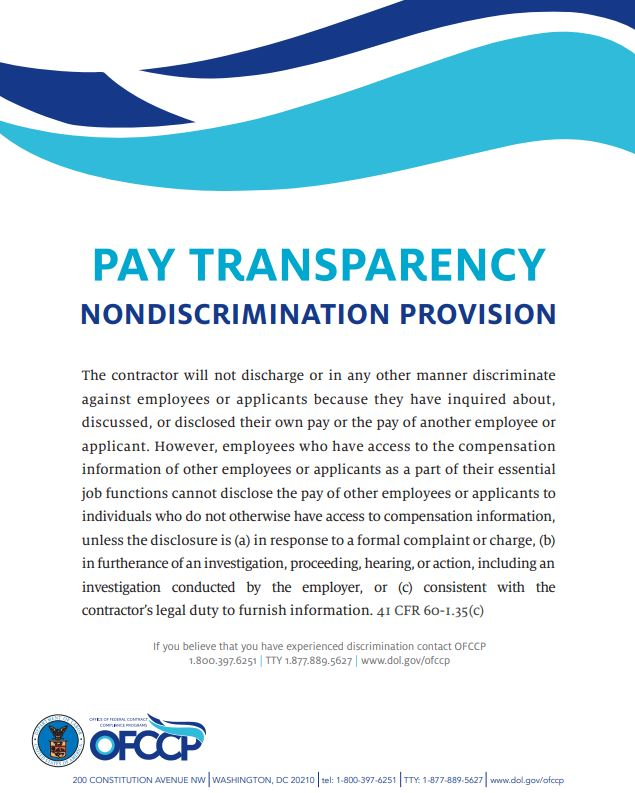 PAY TRANSPARENCY
NONDISCRIMINATION PROVISION
The contractor will not discharge or in any other manner discriminate
against employees or applicants because they have inquired about,
discussed, or disclosed their own pay or the pay of another employee or
applicant. However, employees who have access to the compensation
information of other employees or applicants as a part of their essential
job functions cannot disclose the pay of other employees or applicants to
individuals who do not otherwise have access to compensation information,
unless the disclosure is (a) in response to a formal complaint or charge, (b)
in furtherance of an investigation, proceeding, hearing, or action, including an
investigation conducted by the employer, or (c) consistent with the
contractor's legal duty to furnish information. 41 CFR 60-1.35(c)
If you believe that you have experienced discrimination contact OFCCP
1.800.397.6251 | TTY 1.877.889.5627 | www.dol.gov/ofccp
OFFICE OF FEDERAL CONTRACT
COMPLIANCE PROGRAMS
OFCCP
200 CONSTITUTION AVENUE NW | WASHINGTON, DC 20210 | tel: 1-800-397-6251 | TTY: 1-877-889-5627 | www.dol.gov/ofccp